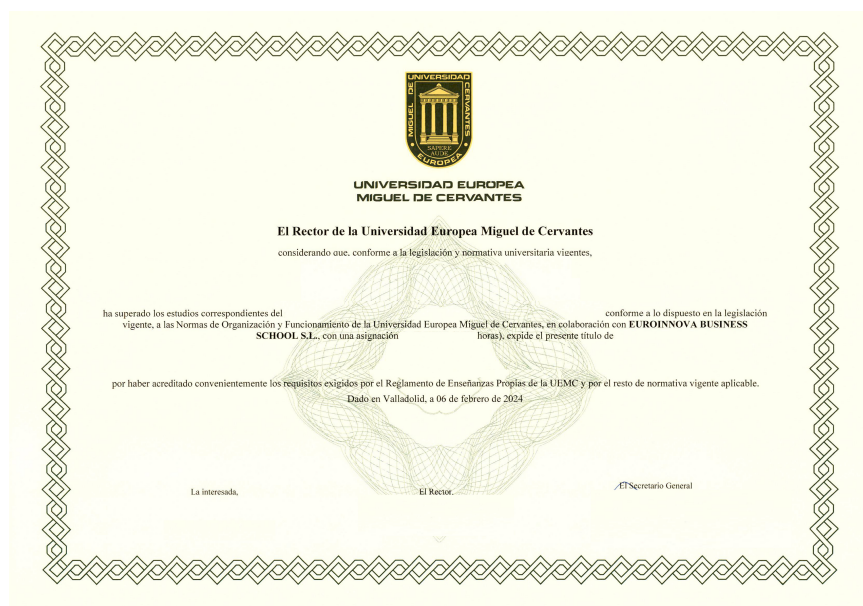 UNIVERSIDAD
MIGUEL DE
CERVANTES
SAPERE
AUDE
EUROPEA
UNIVERSIDAD EUROPEA
MIGUEL DE CERVANTES
El Rector de la Universidad Europea Miguel de Cervantes
considerando que, conforme a la legislación y normativa universitaria vigentes,
ha superado los estudios correspondientes del conforme a lo dispuesto en la legislación
vigente, a las Normas de Organización y Funcionamiento de la Universidad Europea Miguel de Cervantes, en colaboración con EUROINNOVA BUSINESS
SCHOOL S.L., con una asignación horas), expide el presente título de
por haber acreditado convenientemente los requisitos exigidos por el Reglamento de Enseñanzas Propias de la UEMC y por el resto de normativa vigente aplicable.
Dado en Valladolid, a 06 de febrero de 2024
La interesada,
El Rector,
El Secretario General